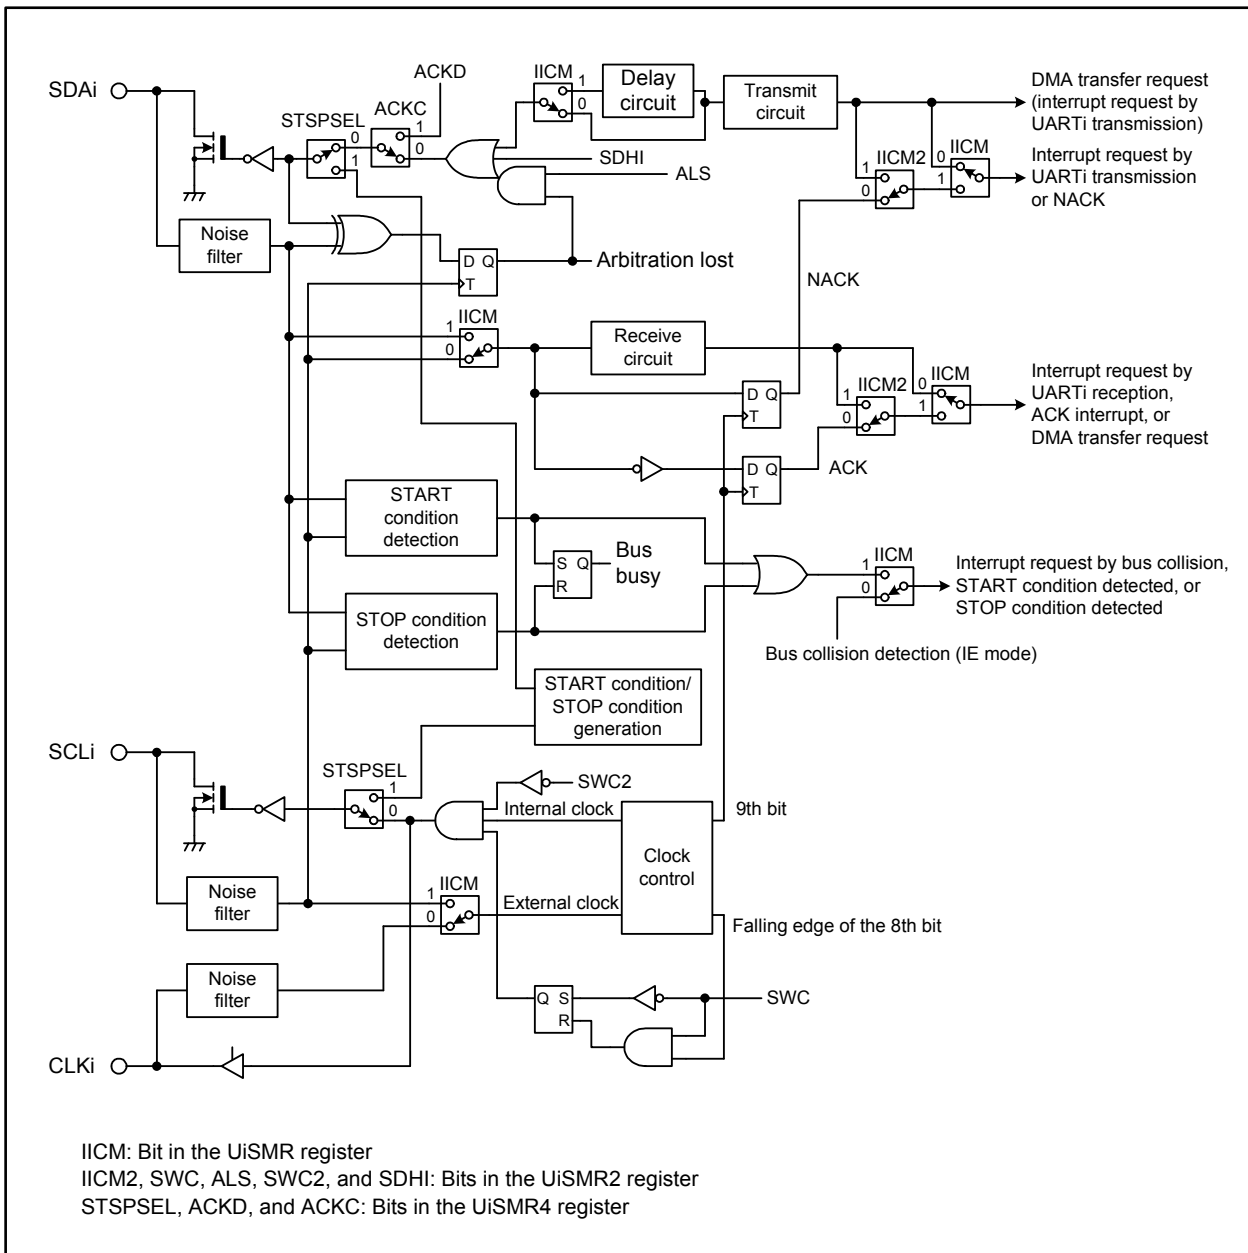 SDAi
ACKD
ACKC
STSPSEL
0
1
1
0
IICM
1
0
Delay
circuit
Transmit
circuit
DMA transfer request
(interrupt request by
UARTi transmission)
SDHI
ALS
IICM2
1
0
IICM
0
1
Interrupt request by
UARTi transmission
or NACK
Noise
filter
D Q
T
Arbitration lost
NACK
IICM
1
0
Receive
circuit
D Q
T
IICM2
1
0
IICM
0
1
Interrupt request by
UARTi reception,
ACK interrupt, or
DMA transfer request
D Q
T
ACK
START
condition
detection
S Q
R
Bus
busy
STOP condition
detection
IICM
1
0
Interrupt request by bus collision,
START condition detected, or
STOP condition detected
Bus collision detection (IE mode)
START condition/
STOP condition
generation
SCLi
STSPSEL
1
0
SWC2
Internal clock
9th bit
Clock
control
Noise
filter
IICM
1
0
External clock
Falling edge of the 8th bit
Noise
filter
Q S
R
SWC
CLKi
IICM: Bit in the UiSMR register
IICM2, SWC, ALS, SWC2, and SDHI: Bits in the UiSMR2 register
STSPSEL, ACKD, and ACKC: Bits in the UiSMR4 register